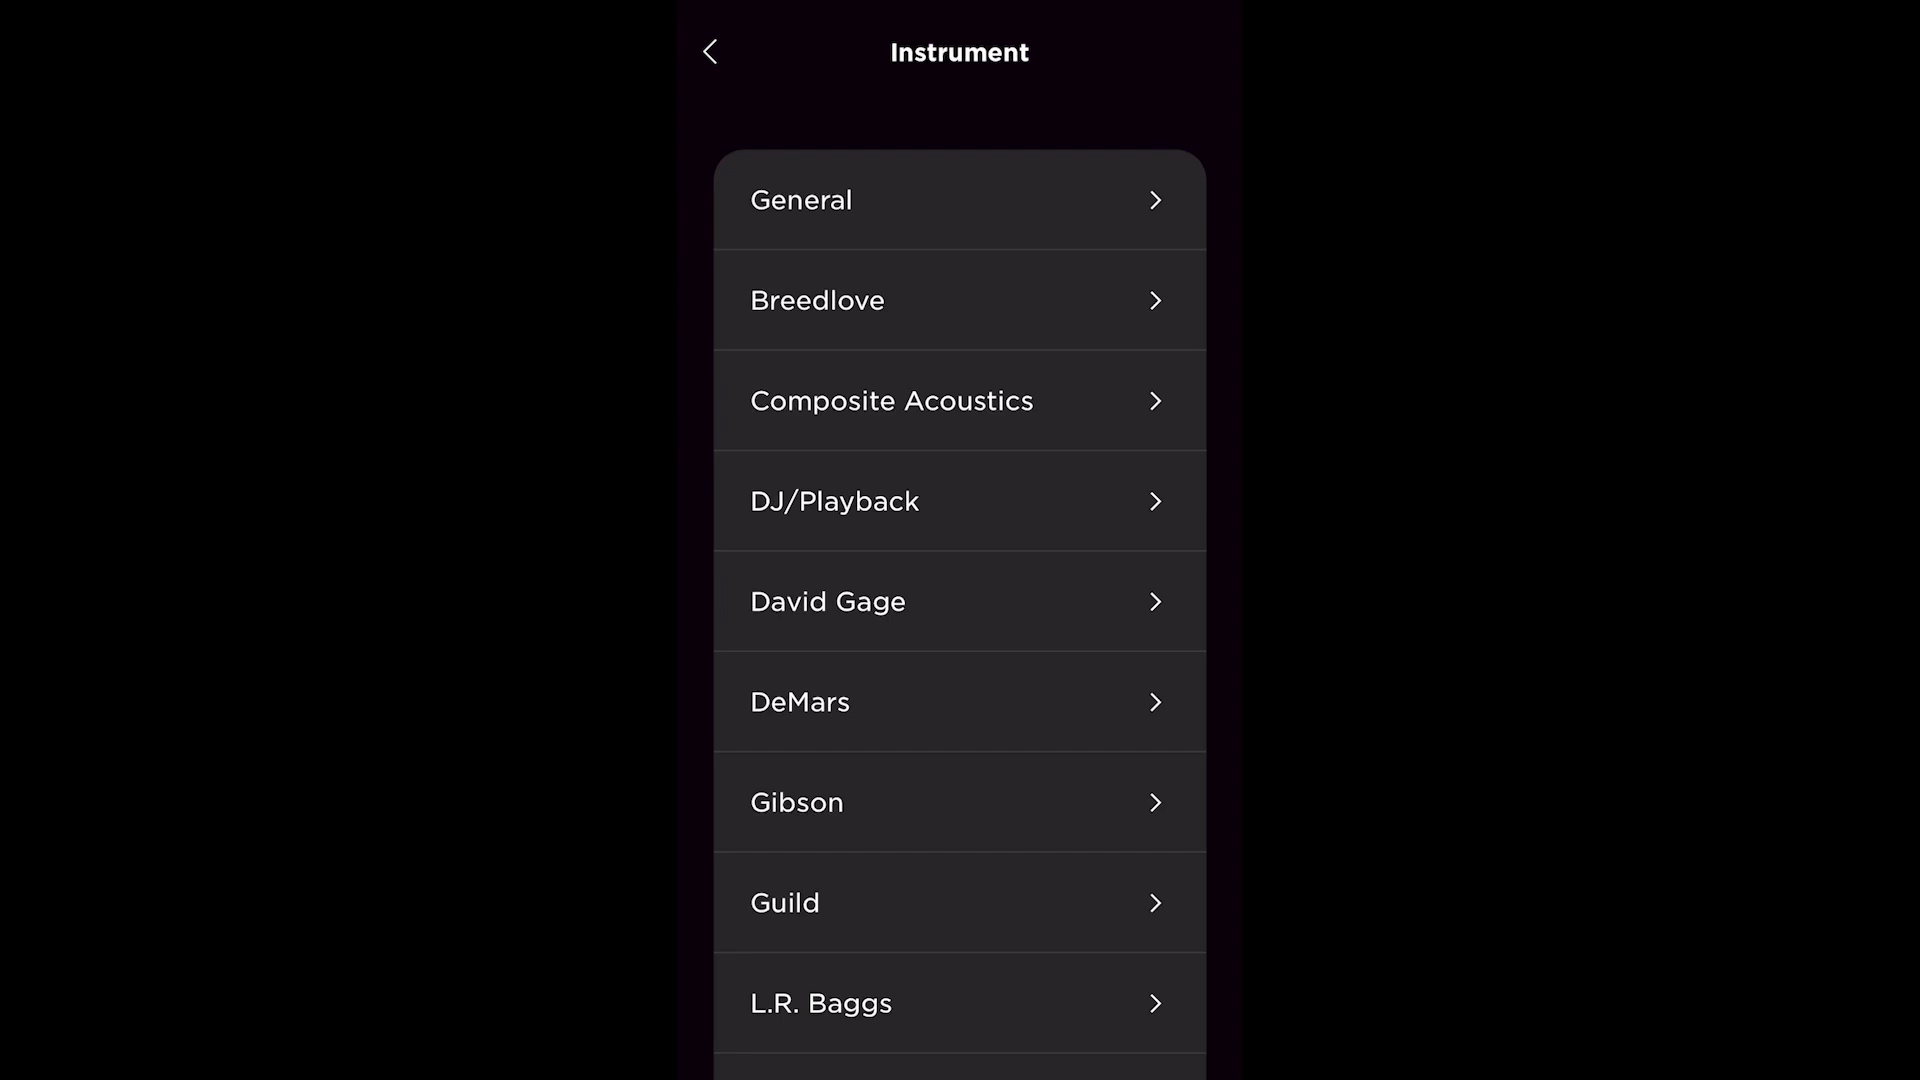 Instrument
General
Breedlove
Composite Acoustics
DJ/Playback
David Gage
DeMars
Gibson
Guild
L.R. Baggs